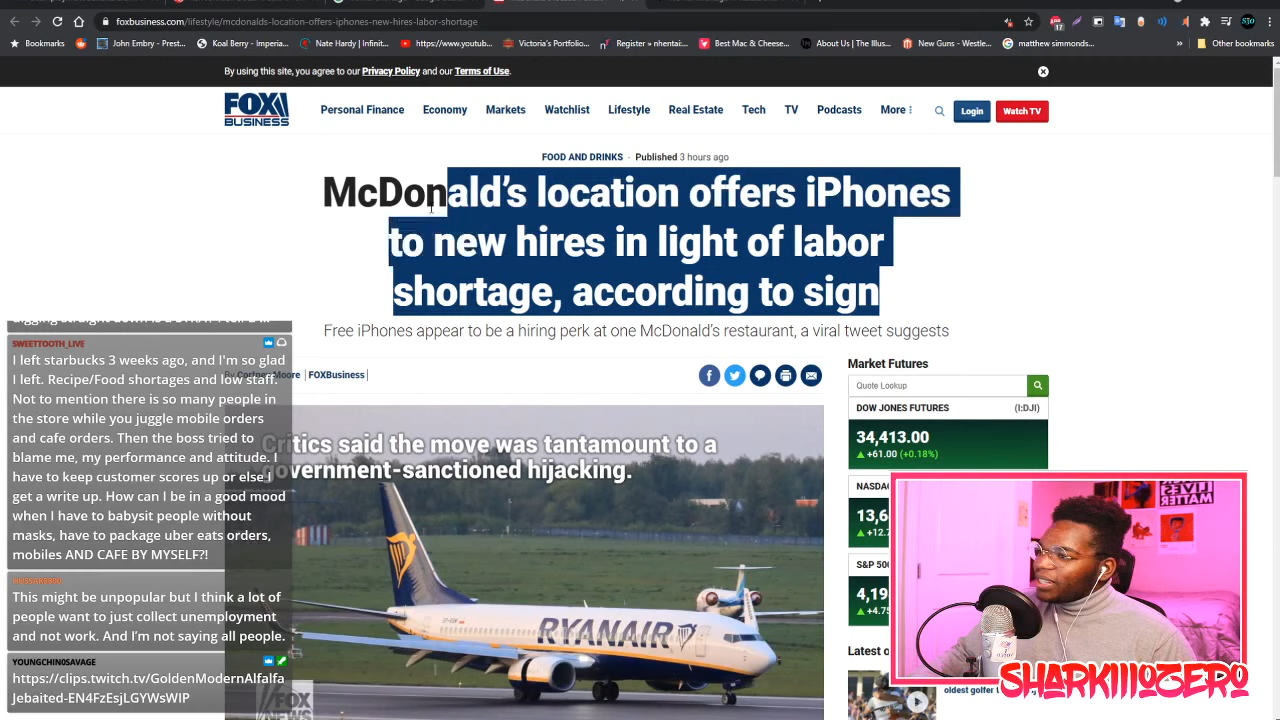 foxbusiness.com/lifestyle/mcdonalds-location-offers-iphones-new-hires-labor-shortage
Bookmarks
John Embry - Prest...
Koal Berry - Imperia...
Nate Hardy | Infinit...
https://www.youtub...
Victoria's Portfolio...
Register » nhentai:...
Best Mac & Cheese...
About Us | The Illus...
New Guns - Westle...
matthew simmonds...
»
Other bookmarks
By using this site, you agree to our Privacy Policy and our Terms of Use.
FOX
BUSINESS
Personal Finance
Economy
Markets
Watchlist
Lifestyle
Real Estate
Tech
TV
Podcasts
More
Login
Watch TV
FOOD AND DRINKS · Published 3 hours ago
McDonald's location offers iPhones
to new hires in light of labor
shortage, according to sign
Free iPhones appear to be a hiring perk at one McDonald's restaurant, a viral tweet suggests
Moore | FOXBusiness |
Critics said the move was tantamount to a
government-sanctioned hijacking.
RYANAIR
FOX
NEWS
Market Futures
Quote Lookup
DOW JONES FUTURES (I:DJI)
34,413.00
+61.00 (+0.18%)
NASDA
13,6
+12.7
S&P 500
4,19
+4.75
Latest o
oldest golfer t
SWEETTOOTH_LIVE
I left starbucks 3 weeks ago, and I'm so glad
I left. Recipe/Food shortages and low staff.
Not to mention there is so many people in
the store while you juggle mobile orders
and cafe orders. Then the boss tried to
blame me, my performance and attitude. I
have to keep customer scores up or else I
get a write up. How can I be in a good mood
when I have to babysit people without
masks, have to package uber eats orders,
mobiles AND CAFE BY MYSELF?!
This might be unpopular but I think a lot of
people want to just collect unemployment
and not work. And I'm not saying all people.
YOUNGCHIN0SAVAGE
https://clips.twitch.tv/GoldenModernAlfalfa
Jebaited-EN4FzEsjLGYWsWIP
LIVES
MATTER
SHARK3OZERO